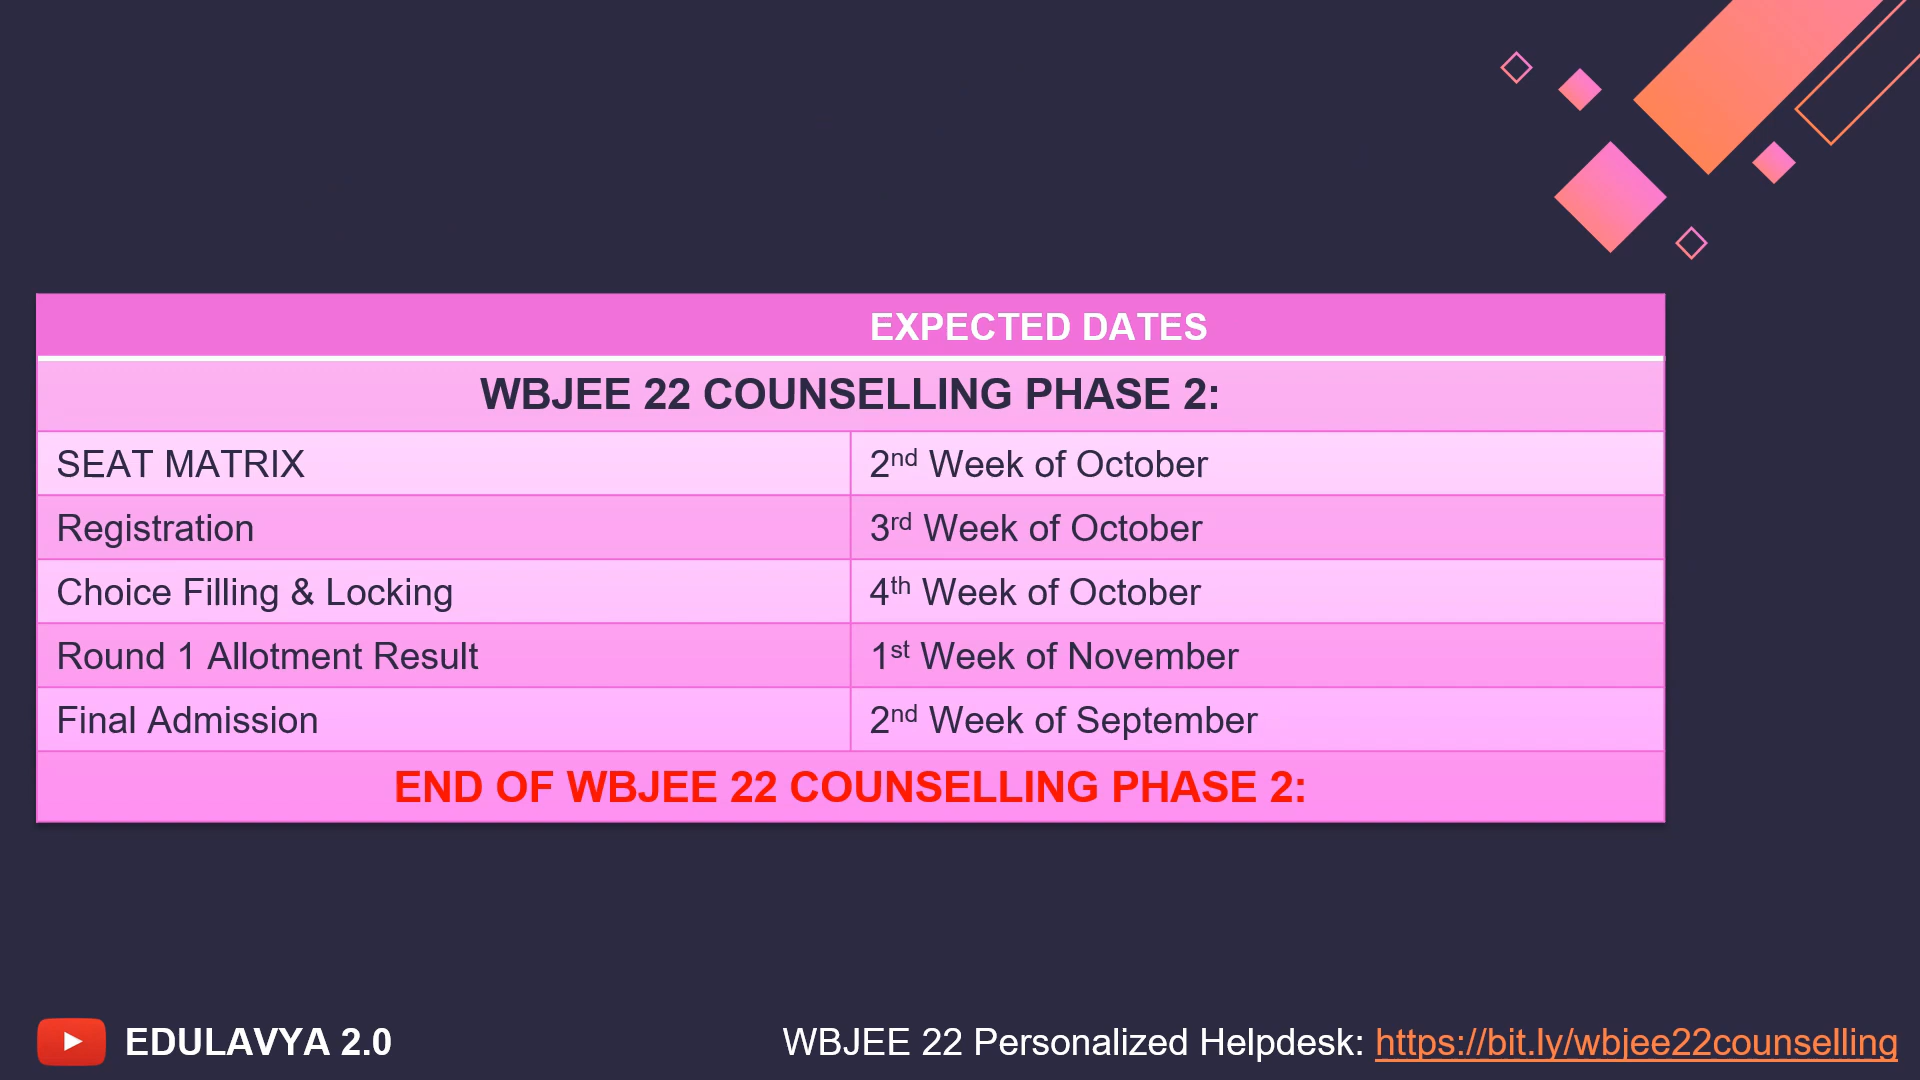 EXPECTED DATES
WBJEE 22 COUNSELLING PHASE 2:
SEAT MATRIX 2nd Week of October
Registration 3rd Week of October
Choice Filling & Locking 4th Week of October
Round 1 Allotment Result 1st Week of November
Final Admission 2nd Week of September
END OF WBJEE 22 COUNSELLING PHASE 2:
EDULAVYA 2.0 WBJEE 22 Personalized Helpdesk: https://bit.ly/wbjee22counselling